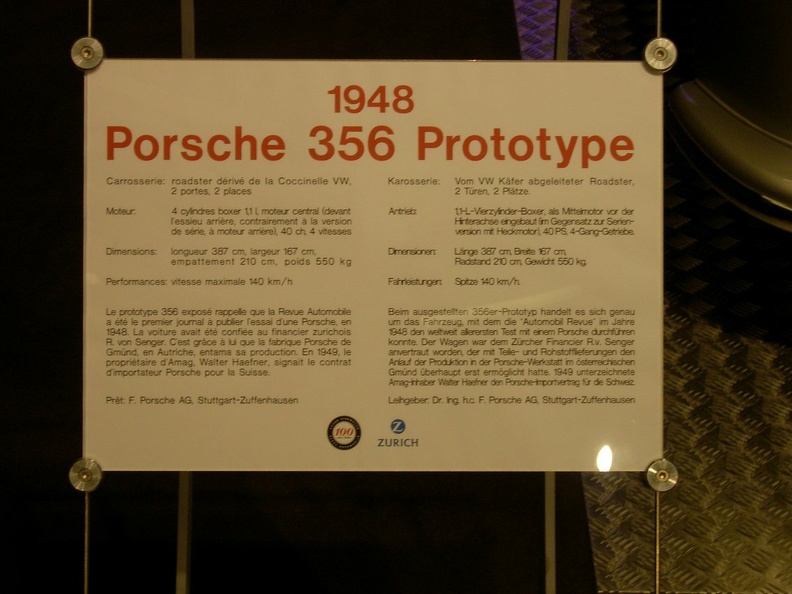 1948
Porsche 356 Prototype
Carrosserie: roadster dérivé de la Coccinelle VW,
2 portes, 2 places
Moteur: 4 cylindres boxer 1,1 l, moteur central (devant
l'essieu arrière, contrairement à la version
de série, à moteur arrière), 40 ch, 4 vitesses
Dimensions: longueur 387 cm, largeur 167 cm,
empattement 210 cm, poids 550 kg
Performances: vitesse maximale 140 km/h
Le prototype 356 exposé rappelle que la Revue Automobile
a été le premier journal à publier l'essai d'une Porsche, en
1948. La voiture avait été confiée au financier zurichois
R. von Senger. C'est grâce à lui que la fabrique Porsche de
Gmünd, en Autriche, entama sa production. En 1949, le
propriétaire d'Amag, Walter Haefner, signait le contrat
d'importateur Porsche pour la Suisse.
Prêt: F. Porsche AG, Stuttgart-Zuffenhausen
Karosserie: Vom VW Käfer abgeleiteter Roadster,
2 Türen, 2 Plätze.
Antrieb: 1,1-L-Vierzylinder-Boxer, als Mittelmotor vor der
Hinterachse eingebaut (im Gegensatz zur Serien-
version mit Heckmotor), 40 PS, 4-Gang-Getriebe.
Dimensionen: Länge 387 cm, Breite 167 cm,
Radstand 210 cm, Gewicht 550 kg.
Fahrleistungen: Spitze 140 km/h.
Beim ausgestellten 356er-Prototyp handelt es sich genau
um das Fahrzeug, mit dem die "Automobil Revue" im Jahre
1948 den weltweit allerersten Test mit einem Porsche durchführen
konnte. Der Wagen war dem Zürcher Financier R.v. Senger
anvertraut worden, der mit Teile- und Rohstofflieferungen den
Anlauf der Produktion in der Porsche-Werkstatt im österreichischen
Gmünd überhaupt erst ermöglicht hatte. 1949 unterzeichnete
Amag-Inhaber Walter Haefner den Porsche-Importvertrag für die Schweiz.
Leihgeber: Dr. Ing. h.c. F. Porsche AG, Stuttgart-Zuffenhausen
100
Z
ZURICH